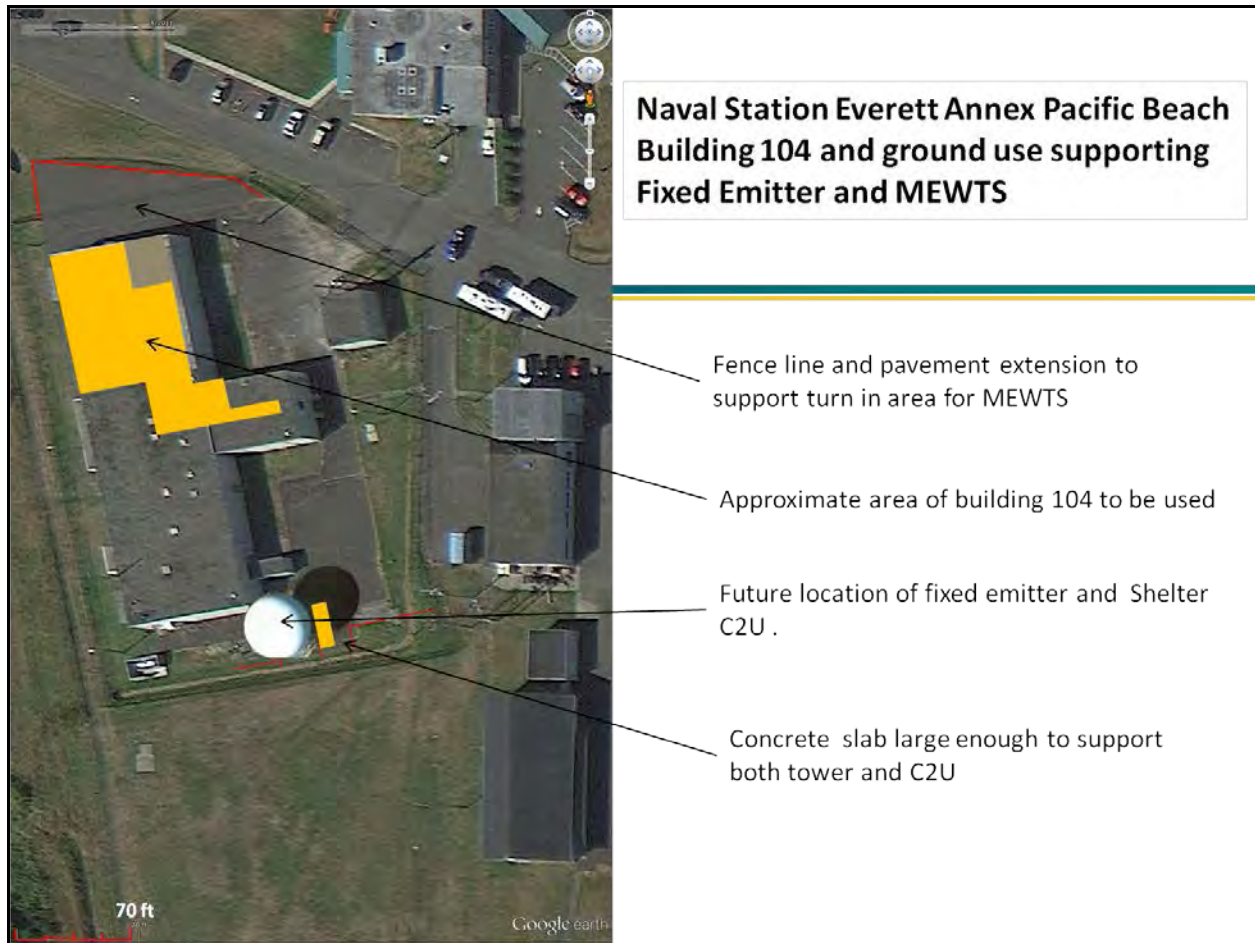 Naval Station Everett Annex Pacific Beach
Building 104 and ground use supporting
Fixed Emitter and MEWTS
Fence line and pavement extension to
support turn in area for MEWTS
Approximate area of building 104 to be used
Future location of fixed emitter and Shelter
C2U .
Concrete slab large enough to support
both tower and C2U
70 ft
Google earth